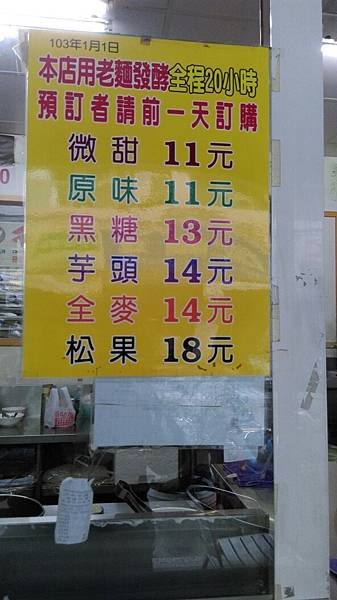 103年1月1日
本店用老麵發酵全程20小時
預訂者請前一天訂購
微甜 11元
原味 11元
黑糖 13元
芋頭 14元
全麥 14元
松果 18元